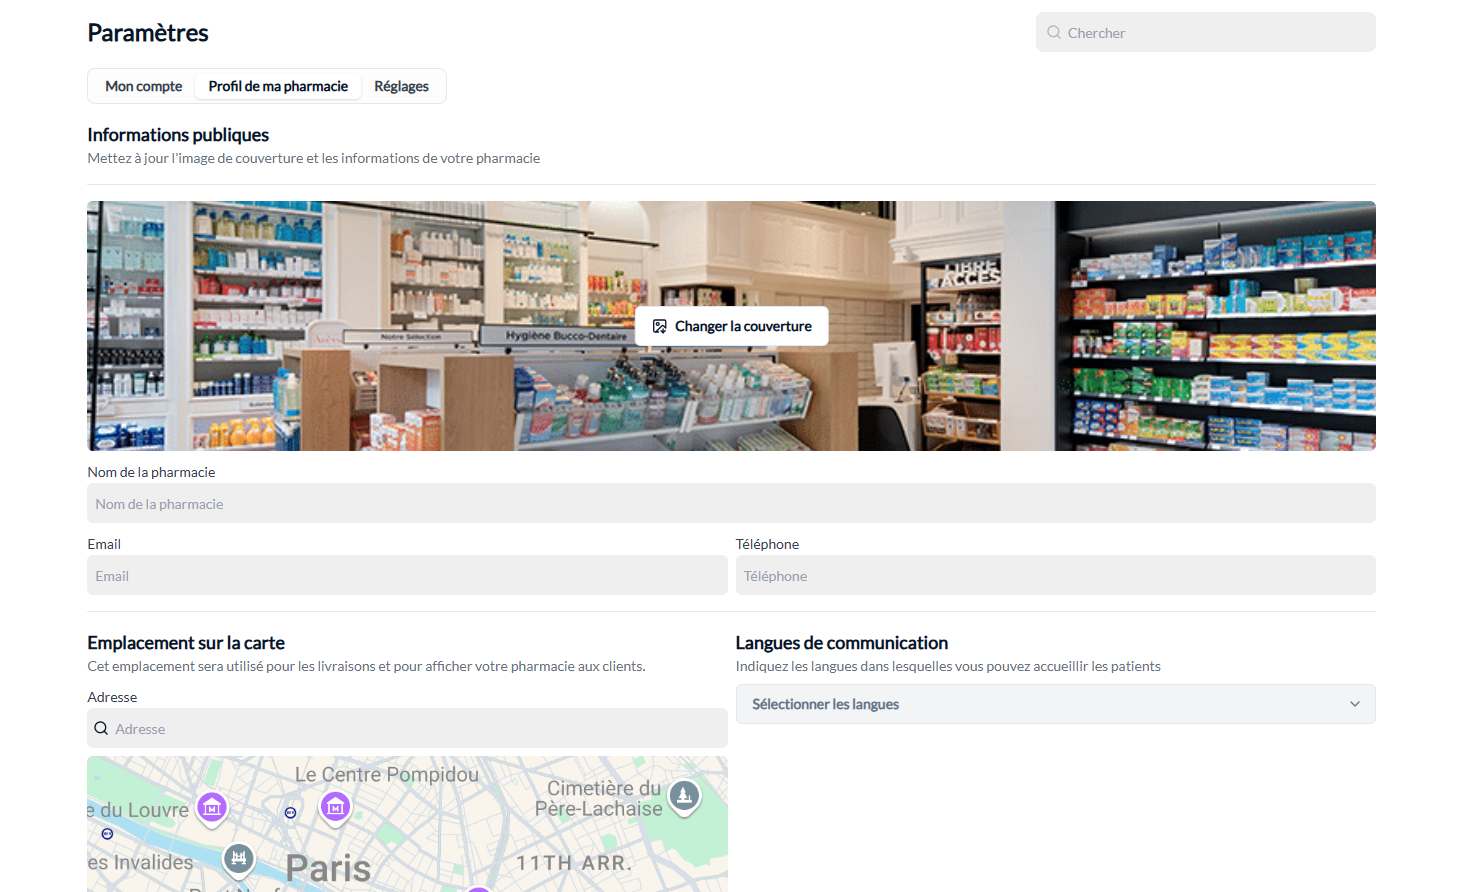 Paramètres
Chercher
Mon compte
Profil de ma pharmacie
Réglages
Informations publiques
Mettez à jour l'image de couverture et les informations de votre pharmacie
LIBRE
ACCÈS
Changer la couverture
Notre Sélection
Hygiène Bucco-Dentaire
Nom de la pharmacie
Nom de la pharmacie
Email
Téléphone
Email
Téléphone
Emplacement sur la carte
Langues de communication
Cet emplacement sera utilisé pour les livraisons et pour afficher votre pharmacie aux clients.
Indiquez les langues dans lesquelles vous pouvez accueillir les patients
Adresse
Sélectionner les langues
Adresse
Le Centre Pompidou
Cimetière du
Père-Lachaise
e du Louvre
es Invalides
Paris
11TH ARR.